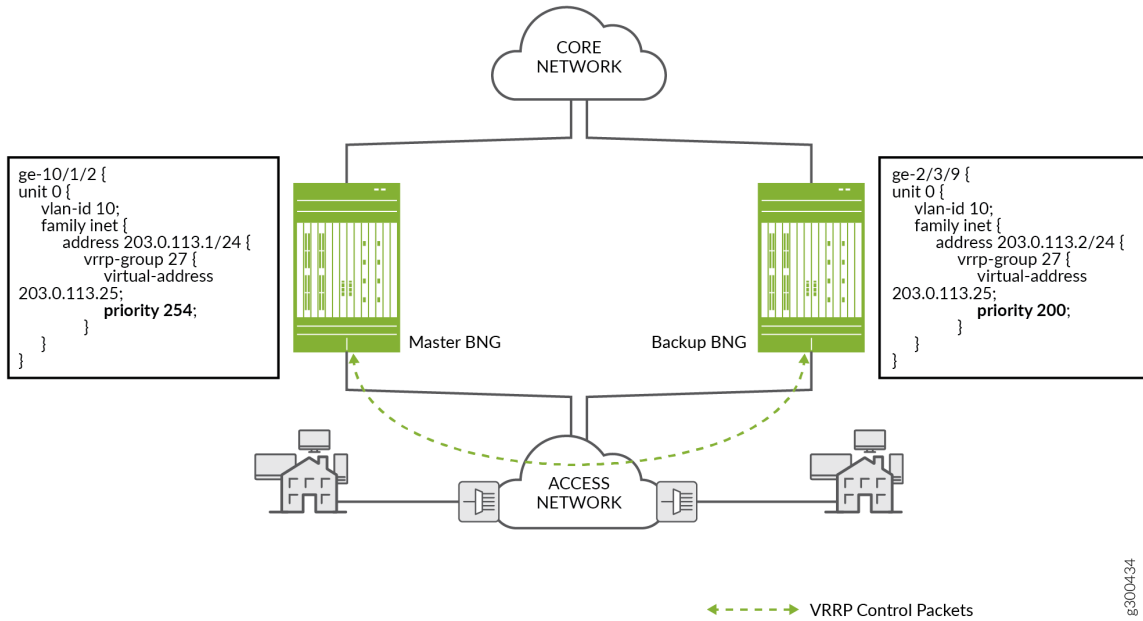 CORE
NETWORK
ge-10/1/2 {
unit 0 {
vlan-id 10;
family inet {
address 203.0.113.1/24 {
vrrp-group 27 {
virtual-address
203.0.113.25;
priority 254;
}
}
}
Master BNG
Backup BNG
ge-2/3/9 {
unit 0 {
vlan-id 10;
family inet {
address 203.0.113.2/24 {
vrrp-group 27 {
virtual-address
203.0.113.25;
priority 200;
}
}
}
ACCESS
NETWORK
VRRP Control Packets
g300434